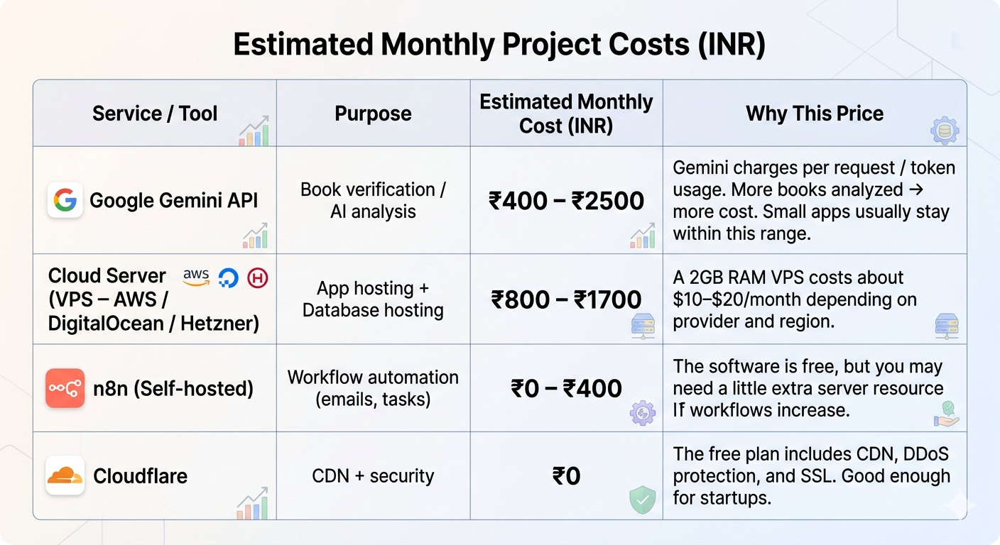 Estimated Monthly Project Costs (INR)
Service / Tool
Purpose
Estimated Monthly
Cost (INR)
Why This Price
Google Gemini API
Book verification /
AI analysis
₹400 – ₹2500
Gemini charges per request / token
usage. More books analyzed →
more cost. Small apps usually stay
within this range.
Cloud Server
aws
(VPS – AWS /
DigitalOcean / Hetzner)
App hosting +
Database hosting
₹800 – ₹1700
A 2GB RAM VPS costs about
$10–$20/month depending on
provider and region.
n8n (Self-hosted)
Workflow automation
(emails, tasks)
₹0 – ₹400
The software is free, but you may
need a little extra server resource
If workflows increase.
Cloudflare
CDN + security
₹0
The free plan includes CDN, DDoS
protection, and SSL. Good enough
for startups.